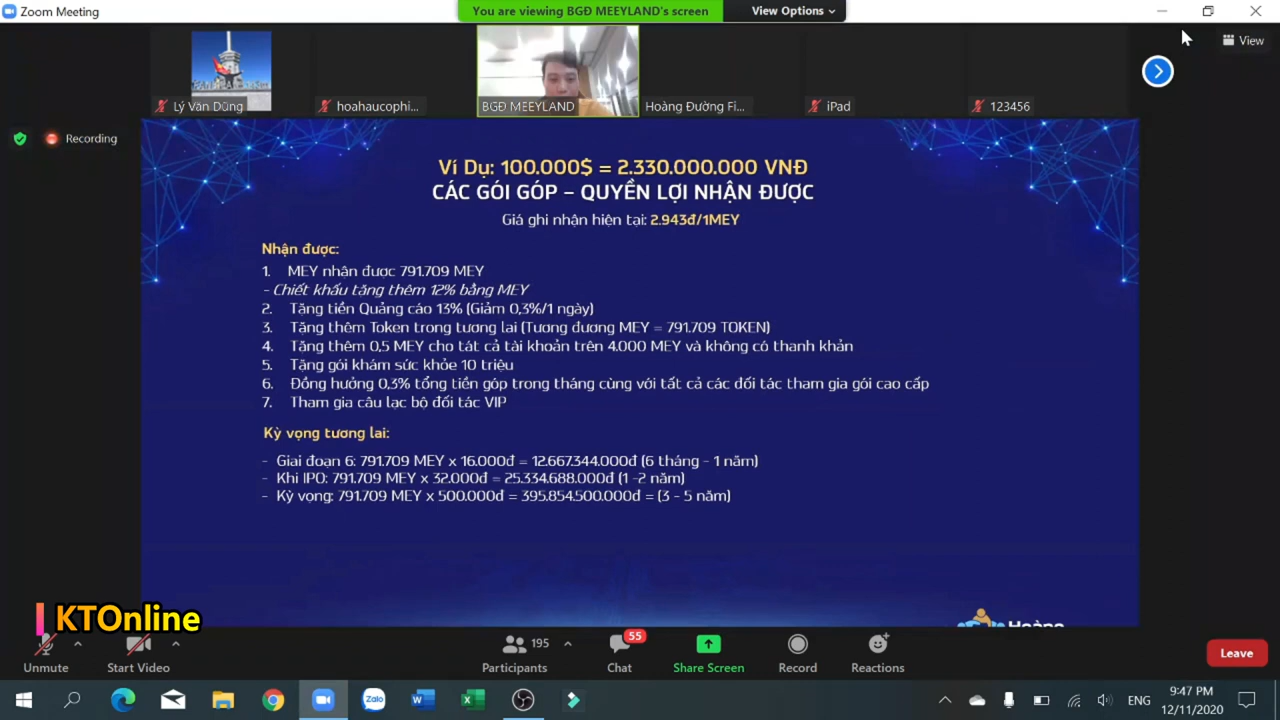 Zoom Meeting
You are viewing BGĐ MEEYLAND's screen
View Options
View
Lý Văn Dũng
hoahaucophi...
BGĐ MEEYLAND
Hoàng Đường Fi...
iPad
123456
Recording
Ví Dụ: 100.000$ = 2.330.000.000 VNĐ
CÁC GÓI GÓP – QUYỀN LỢI NHẬN ĐƯỢC
Giá ghi nhận hiện tại: 2.943đ/1MEY
Nhận được:
1. MEY nhận được 791.709 MEY
- Chiết khấu tặng thêm 12% bằng MEY
2. Tặng tiền Quảng cáo 13% (Giảm 0,3%/1 ngày)
3. Tặng thêm Token trong tương lai (Tương đương MEY = 791.709 TOKEN)
4. Tặng thêm 0,5 MEY cho tất cả tài khoản trên 4.000 MEY và không có thanh khản
5. Tặng gói khám sức khỏe 10 triệu
6. Đồng hưởng 0,3% tổng tiền góp trong tháng cùng với tất cả các đối tác tham gia gói cao cấp
7. Tham gia câu lạc bộ đối tác VIP
Kỳ vọng tương lai:
- Giai đoạn 6: 791.709 MEY x 16.000đ = 12.667.344.000đ (6 tháng - 1 năm)
- Khi IPO: 791.709 MEY x 32.000đ = 25.334.688.000đ (1 -2 năm)
- Kỳ vọng: 791.709 MEY x 500.000đ = 395.854.500.000đ = (3 - 5 năm)
Hoàng
KTOnline
Unmute
Start Video
195
Participants
55
Chat
Share Screen
Record
Reactions
Leave
Zalo
ENG
9:47 PM
12/11/2020